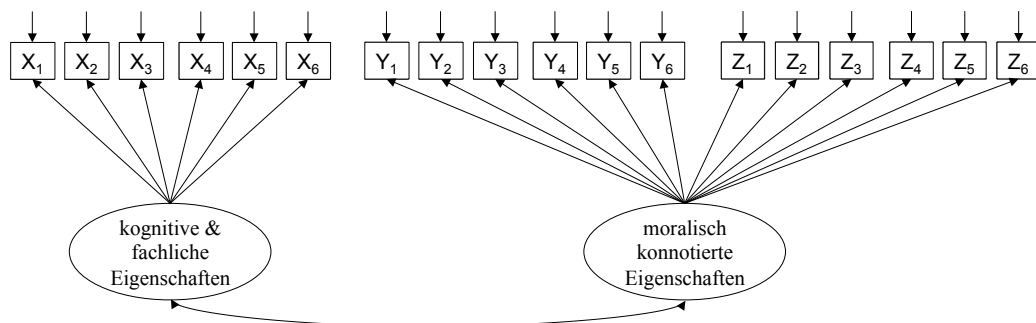 X₁ X₂ X₃ X₄ X₅ X₆ Y₁ Y₂ Y₃ Y₄ Y₅ Y₆ Z₁ Z₂ Z₃ Z₄ Z₅ Z₆
kognitive &
fachliche
Eigenschaften
moralisch
konnotierte
Eigenschaften